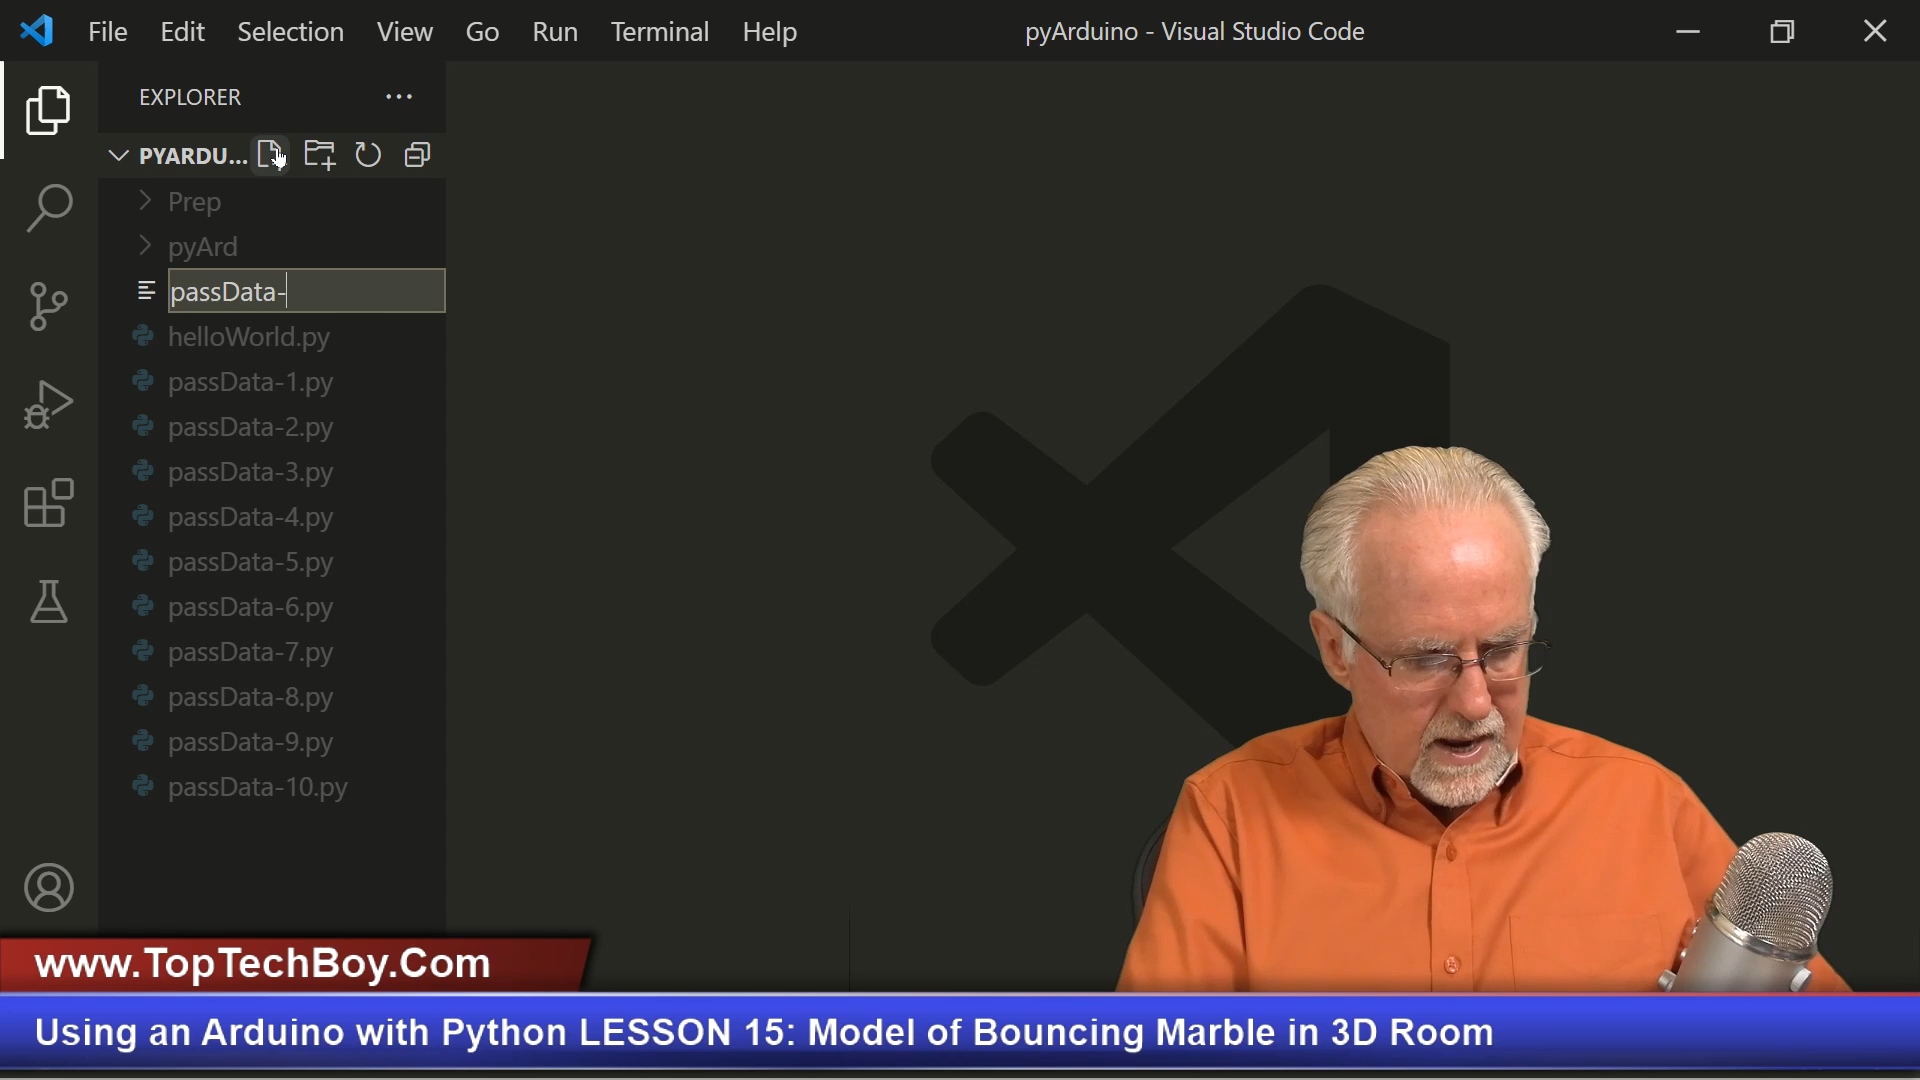 File Edit Selection View Go Run Terminal Help
pyArduino - Visual Studio Code
EXPLORER
PYARDU...
Prep
pyArd
passData-
helloWorld.py
passData-1.py
passData-2.py
passData-3.py
passData-4.py
passData-5.py
passData-6.py
passData-7.py
passData-8.py
passData-9.py
passData-10.py
www.TopTechBoy.Com
Using an Arduino with Python LESSON 15: Model of Bouncing Marble in 3D Room